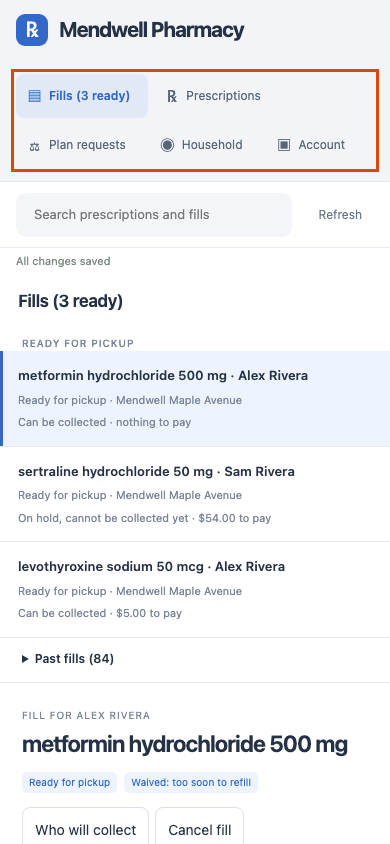 ℞ Mendwell Pharmacy
Fills (3 ready)
℞ Prescriptions
Plan requests
Household
Account
Search prescriptions and fills
Refresh
All changes saved
Fills (3 ready)
READY FOR PICKUP
metformin hydrochloride 500 mg · Alex Rivera
Ready for pickup · Mendwell Maple Avenue
Can be collected · nothing to pay
sertraline hydrochloride 50 mg · Sam Rivera
Ready for pickup · Mendwell Maple Avenue
On hold, cannot be collected yet · $54.00 to pay
levothyroxine sodium 50 mcg · Alex Rivera
Ready for pickup · Mendwell Maple Avenue
Can be collected · $5.00 to pay
Past fills (84)
FILL FOR ALEX RIVERA
metformin hydrochloride 500 mg
Ready for pickup
Waived: too soon to refill
Who will collect
Cancel fill